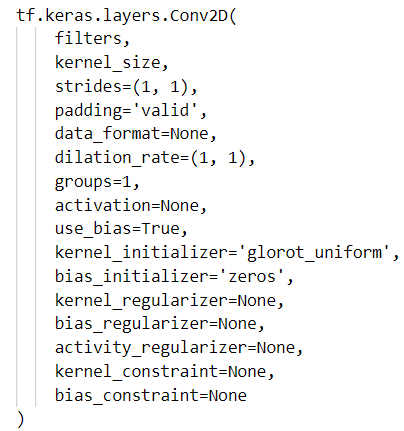 tf.keras.layers.Conv2D(
    filters,
    kernel_size,
    strides=(1, 1),
    padding='valid',
    data_format=None,
    dilation_rate=(1, 1),
    groups=1,
    activation=None,
    use_bias=True,
    kernel_initializer='glorot_uniform',
    bias_initializer='zeros',
    kernel_regularizer=None,
    bias_regularizer=None,
    activity_regularizer=None,
    kernel_constraint=None,
    bias_constraint=None
)